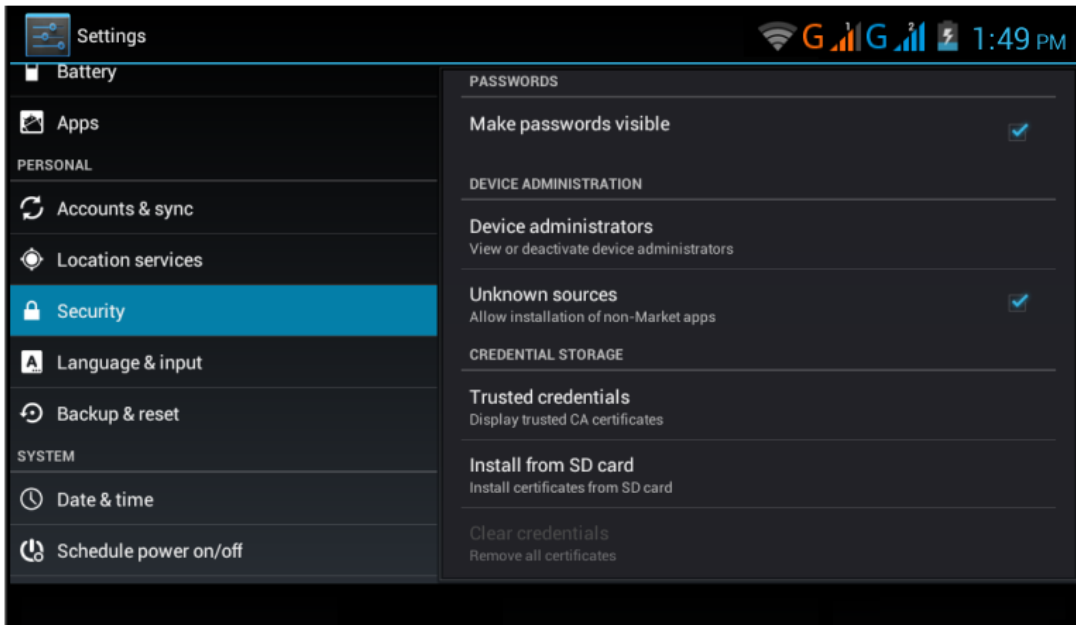 Settings
G 1 G 2 1:49 PM
Battery
Apps
PERSONAL
Accounts & sync
Location services
Security
Language & input
Backup & reset
SYSTEM
Date & time
Schedule power on/off
PASSWORDS
Make passwords visible
DEVICE ADMINISTRATION
Device administrators
View or deactivate device administrators
Unknown sources
Allow installation of non-Market apps
CREDENTIAL STORAGE
Trusted credentials
Display trusted CA certificates
Install from SD card
Install certificates from SD card
Clear credentials
Remove all certificates